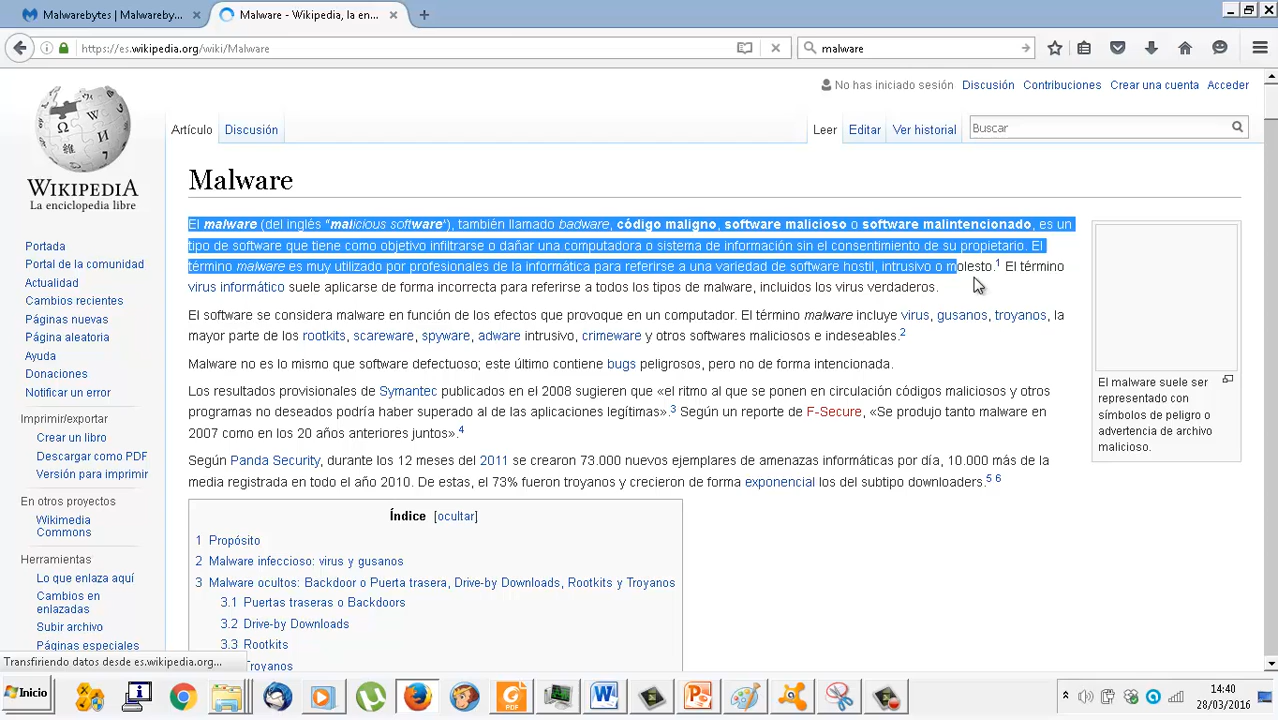 Malwarebytes | Malwareby...
Malware - Wikipedia, la en...
https://es.wikipedia.org/wiki/Malware
malware
No has iniciado sesión Discusión Contribuciones Crear una cuenta Acceder
Artículo Discusión
Leer Editar Ver historial
Buscar
WIKIPEDIA
La enciclopedia libre
Portada
Portal de la comunidad
Actualidad
Cambios recientes
Páginas nuevas
Página aleatoria
Ayuda
Donaciones
Notificar un error
Imprimir/exportar
Crear un libro
Descargar como PDF
Versión para imprimir
En otros proyectos
Wikimedia
Commons
Herramientas
Lo que enlaza aquí
Cambios en
enlazadas
Subir archivo
Páginas especiales
Malware
El malware (del inglés "malicious software"), también llamado badware, código maligno, software malicioso o software malintencionado, es un
tipo de software que tiene como objetivo infiltrarse o dañar una computadora o sistema de información sin el consentimiento de su propietario. El
término malware es muy utilizado por profesionales de la informática para referirse a una variedad de software hostil, intrusivo o molesto.1 El término
virus informático suele aplicarse de forma incorrecta para referirse a todos los tipos de malware, incluidos los virus verdaderos.
El software se considera malware en función de los efectos que provoque en un computador. El término malware incluye virus, gusanos, troyanos, la
mayor parte de los rootkits, scareware, spyware, adware intrusivo, crimeware y otros softwares maliciosos e indeseables.2
Malware no es lo mismo que software defectuoso; este último contiene bugs peligrosos, pero no de forma intencionada.
Los resultados provisionales de Symantec publicados en el 2008 sugieren que «el ritmo al que se ponen en circulación códigos maliciosos y otros
programas no deseados podría haber superado al de las aplicaciones legítimas».3 Según un reporte de F-Secure, «Se produjo tanto malware en
2007 como en los 20 años anteriores juntos».4
Según Panda Security, durante los 12 meses del 2011 se crearon 73.000 nuevos ejemplares de amenazas informáticas por día, 10.000 más de la
media registrada en todo el año 2010. De estas, el 73% fueron troyanos y crecieron de forma exponencial los del subtipo downloaders.5 6
El malware suele ser
representado con
símbolos de peligro o
advertencia de archivo
malicioso.
Índice [ocultar]
1 Propósito
2 Malware infeccioso: virus y gusanos
3 Malware ocultos: Backdoor o Puerta trasera, Drive-by Downloads, Rootkits y Troyanos
3.1 Puertas traseras o Backdoors
3.2 Drive-by Downloads
3.3 Rootkits
Troyanos
Transfiriendo datos desde es.wikipedia.org...
Inicio
PDF
14:40
28/03/2016